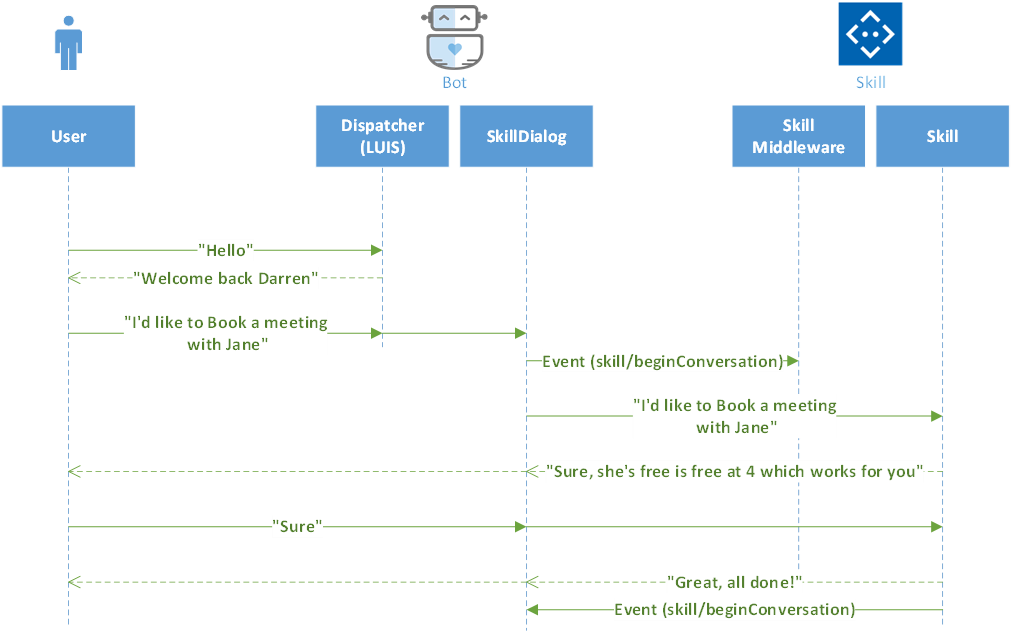 Bot
Skill
User
Dispatcher
(LUIS)
SkillDialog
Skill
Middleware
Skill
"Hello"
"Welcome back Darren"
"I'd like to Book a meeting
with Jane"
Event (skill/beginConversation)
"I'd like to Book a meeting
with Jane"
"Sure, she's free is free at 4 which works for you"
"Sure"
"Great, all done!"
Event (skill/beginConversation)